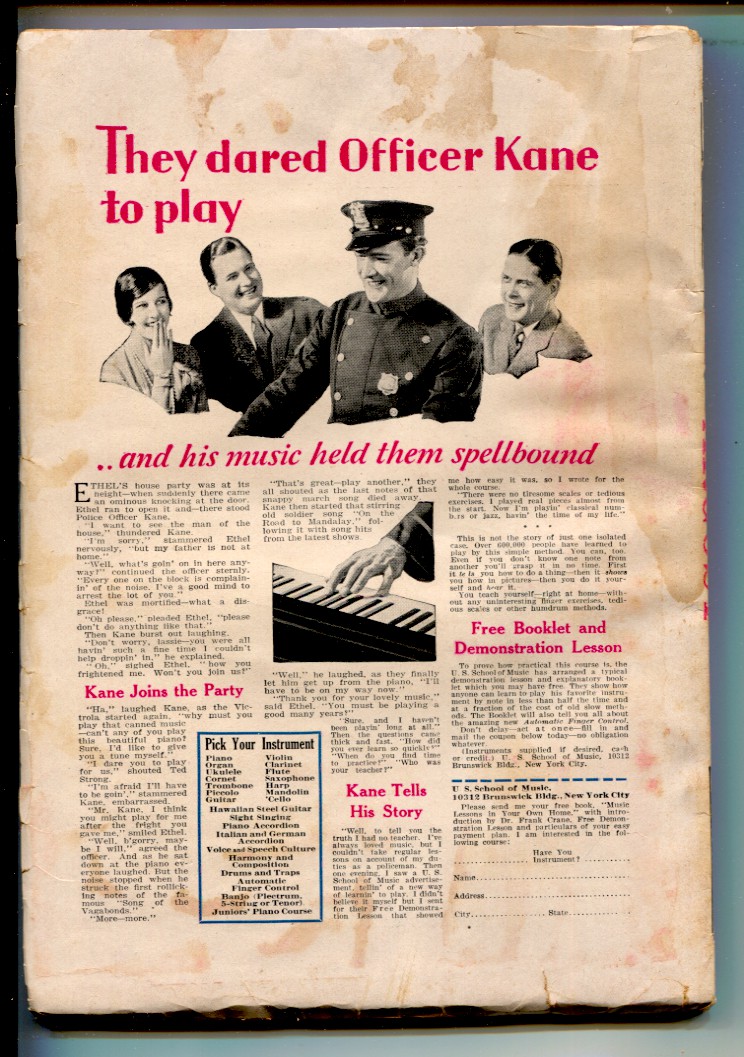 They dared Officer Kane
to play
..and his music held them spellbound
ETHEL'S house party was at its
height—when suddenly there came
an ominous knocking at the door.
Ethel ran to open it and—there stood
Police Officer Kane.
"I want to see the man of the
house," thundered Kane.
"I'm sorry," stammered Ethel
nervously, "but my father is not at
home."
"Well, what's goin' on in here any-
way?" continued the officer sternly.
"Every one on the block is complain-
in' of the noise. I've a good mind to
arrest the lot of you."
Ethel was mortified—what a dis-
grace!
"Oh please," pleaded Ethel, "please
don't do anything like that."
Then Kane burst out laughing.
"Don't worry, lassie—you were all
havin' such a fine time I couldn't
help droppin' in," he explained.
"Oh," sighed Ethel, "how you
frightened me. Won't you join us?"
Kane Joins the Party
"Ha," laughed Kane, as the Vic-
trola started again, "why must you
play that canned music
—can't any of you play
this beautiful piano?
Sure, I'd like to give
you a tune myself."
"I dare you to play
for us," shouted Ted
Strong.
"I'm afraid I'll have
to be goin'," stammered
Kane, embarrassed.
"Mr. Kane, I think
you might play for me
after the fright you
gave me," smiled Ethel.
"Well, b'gorry, may-
be I will," agreed the
officer. And as he sat
down at the piano ev-
eryone laughed. But the
noise stopped when he
struck the first rollick-
ing notes of the fa-
mous "Song of the
Vagabonds."
"More—more."
"That's great—play another," they
all shouted as the last notes of that
snappy march song died away.
Kane then started that stirring
old soldier song "On the
Road to Mandalay," fol-
lowing it with song hits
from the latest shows.
"Well," he laughed, as they finally
let him get up from the piano, "I'll
have to be on my way now."
"Thank you for your lovely music,"
said Ethel. "You must be playing a
good many years!"
"Sure, and I haven't
been playin' long at all."
Then the questions came
thick and fast. "How did
you ever learn so quickly?"
"When do you find time
to practice?" "Who was
your teacher?"
Kane Tells
His Story
"Well, to tell you the
truth I had no teacher. I've
always loved music, but I
couldn't take regular les-
sons on account of my du-
ties as a policeman. Then
one evening, I saw a U. S.
School of Music advertise-
ment, tellin' of a new way
of learnin' to play. I didn't
believe it myself but I sent
for their Free Demonstra-
tion Lesson that showed
Pick Your Instrument
Piano Violin
Organ Clarinet
Ukulele Flute
Cornet Saxophone
Trombone Harp
Piccolo Mandolin
Guitar 'Cello
Hawaiian Steel Guitar
Sight Singing
Piano Accordion
Italian and German
Accordion
Voice and Speech Culture
Harmony and
Composition
Drums and Traps
Automatic
Finger Control
Banjo (Plectrum,
5-String or Tenor)
Juniors' Piano Course
me how easy it was, so I wrote for the
whole course.
"There were no tiresome scales or tedious
exercises. I played real pieces almost from
the start. Now I'm playin' classical num-
bers or jazz, havin' the time of my life."
* * *
This is not the story of just one isolated
case. Over 600,000 people have learned to
play by this simple method. You can, too.
Even if you don't know one note from
another you'll grasp it in no time. First
it tells you how to do a thing—then it shows
you how in pictures—then you do it your-
self and hear it.
You teach yourself—right at home—with-
out any uninteresting finger exercises, tedi-
ous scales or other humdrum methods.
Free Booklet and
Demonstration Lesson
To prove how practical this course is, the
U. S. School of Music has arranged a typical
demonstration lesson and explanatory book-
let which you may have free. They show how
anyone can learn to play his favorite instru-
ment by note in less than half the time and
at a fraction of the cost of old slow meth-
ods. The Booklet will also tell you all about
the amazing new Automatic Finger Control.
Don't delay—act at once—fill in and
mail the coupon below today—no obligation
whatever.
(Instruments supplied if desired, cash
or credit.) U. S. School of Music, 10312
Brunswick Bldg., New York City.
U S. School of Music,
10312 Brunswick Bldg., New York City
Please send me your free book, "Music
Lessons in Your Own Home," with intro-
duction by Dr. Frank Crane, Free Demon-
stration Lesson and particulars of your easy
payment plan. I am interested in the fol-
lowing course:
Have You
Instrument?
Name
Address
City State